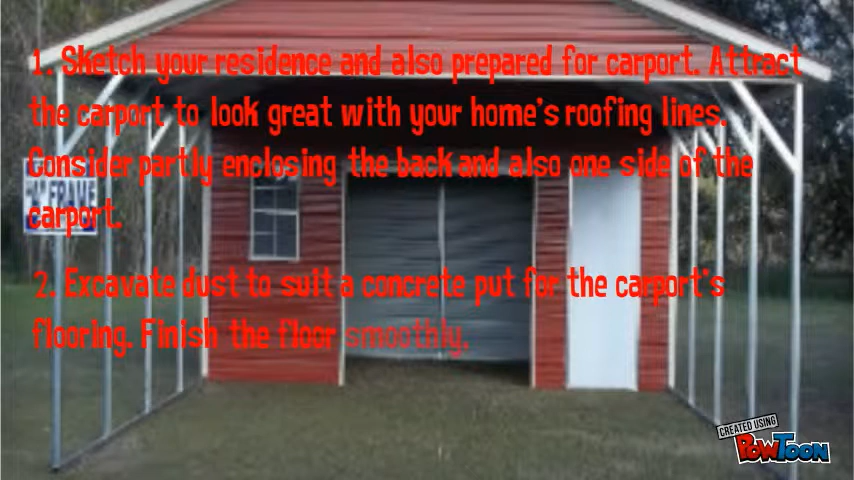 1. Sketch your residence and also prepared for carport. Attract
the carport to look great with your home's roofing lines.
Consider partly enclosing the back and also one side of the
carport.
"A" FRAME
2. Excavate dust to suit a concrete put for the carport's
flooring. Finish the floor smoothly.
CREATED USING
POWTOON